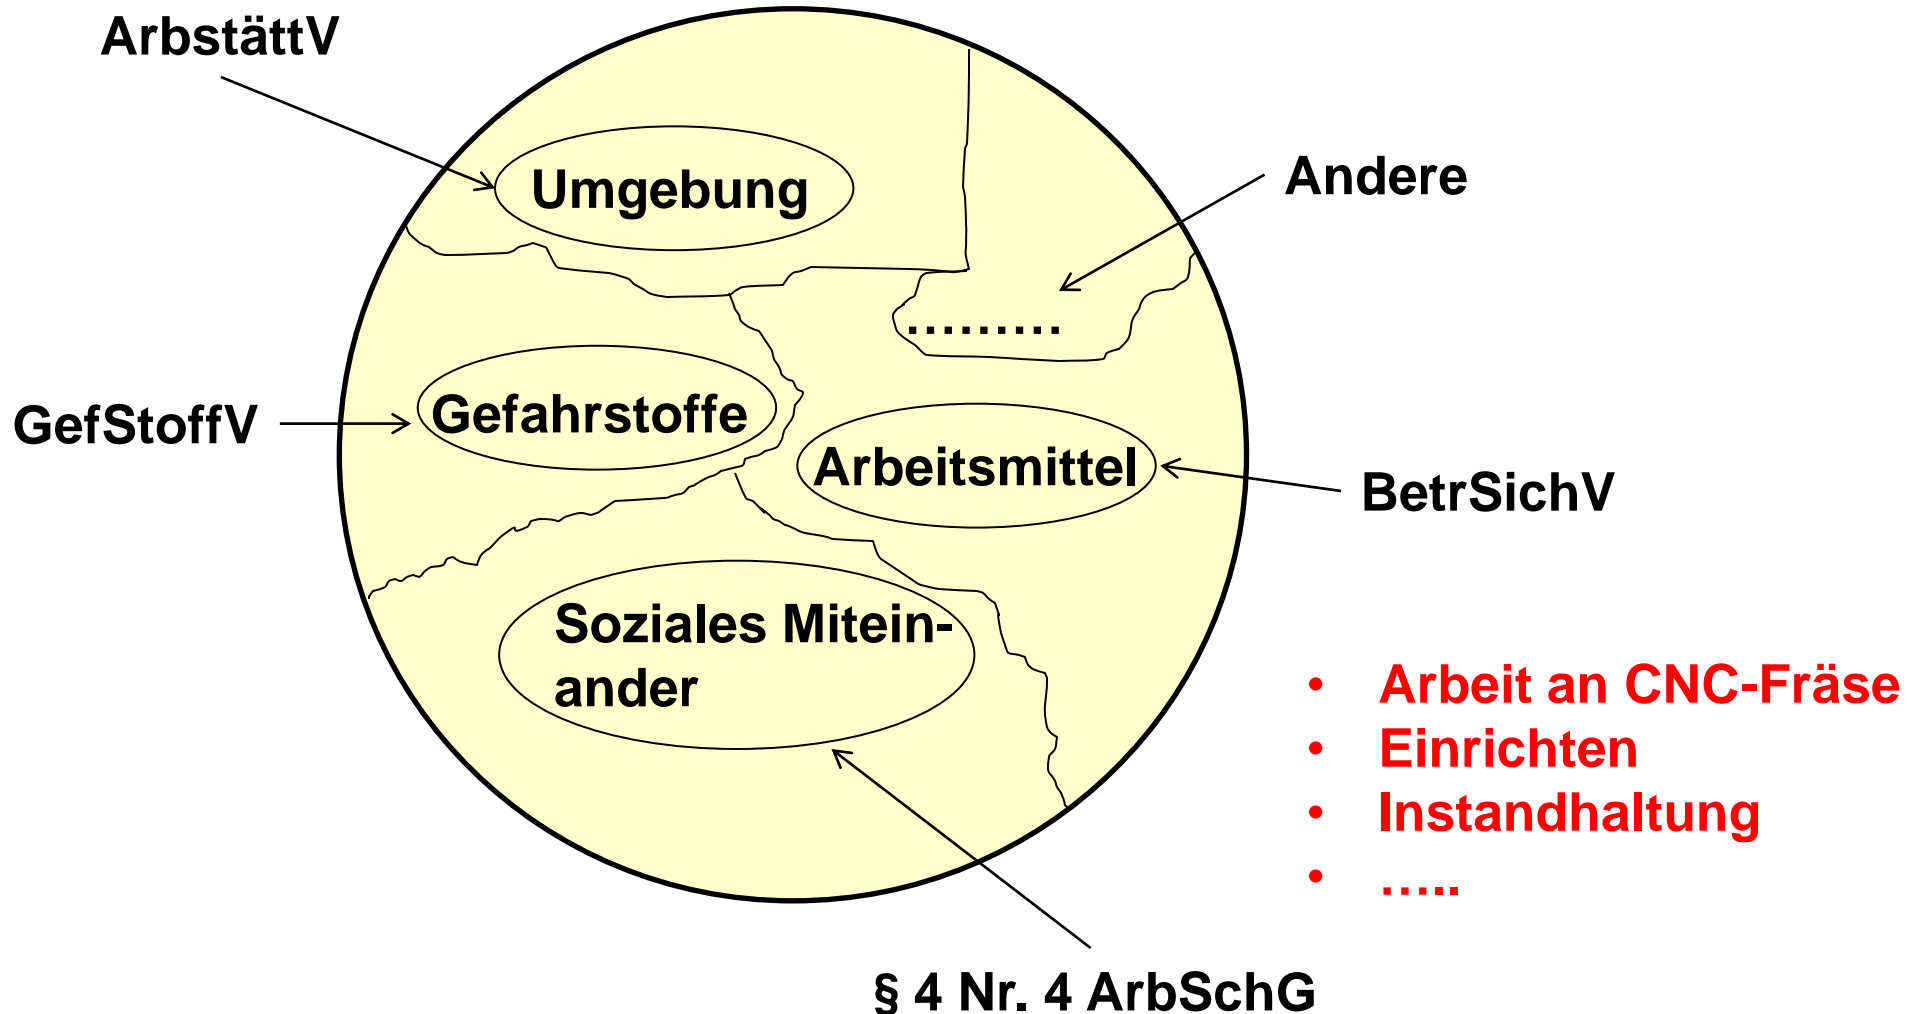 ArbstättV
Umgebung
Andere
………
Gefahrstoffe
GefStoffV
Arbeitsmittel
BetrSichV
Soziales Mitein-
ander
• Arbeit an CNC-Fräse
• Einrichten
• Instandhaltung
• …..
§ 4 Nr. 4 ArbSchG